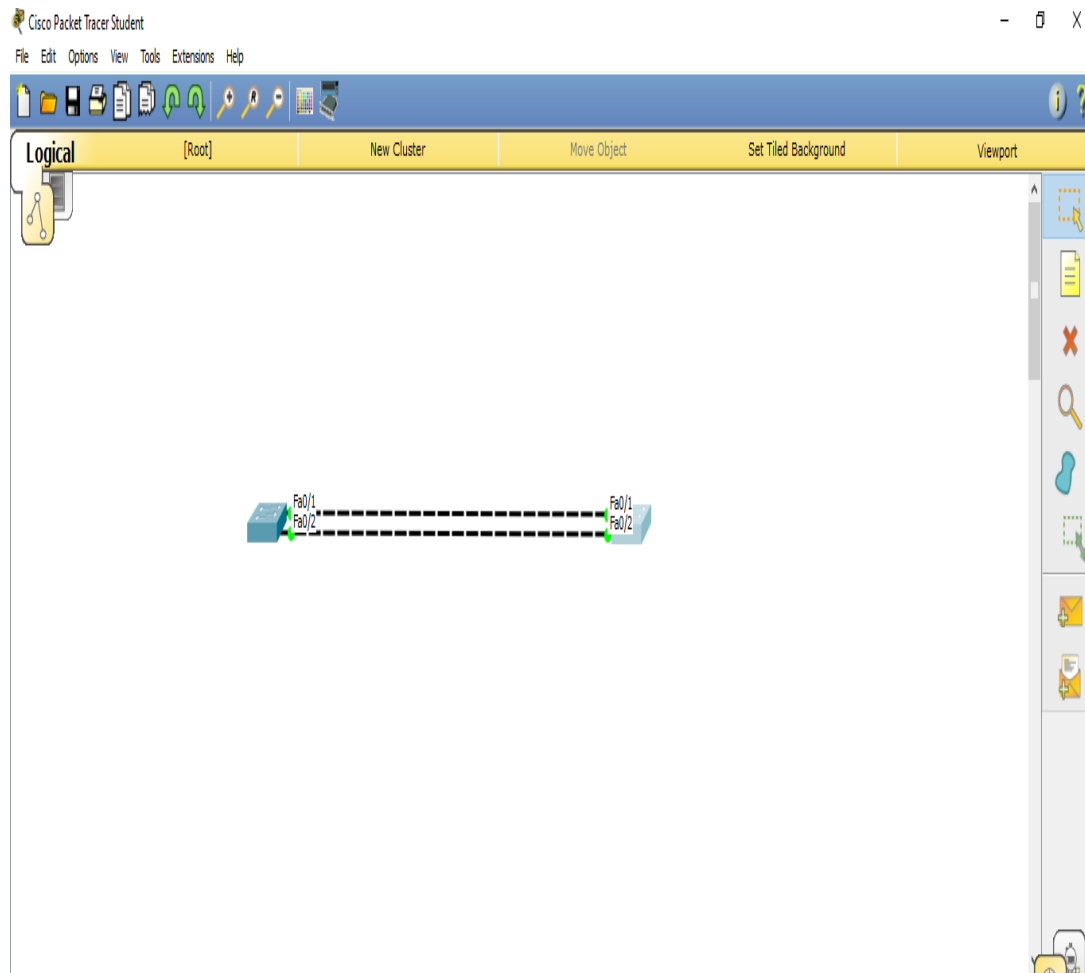 Cisco Packet Tracer Student
File Edit Options View Tools Extensions Help
Logical [Root] New Cluster Move Object Set Tiled Background Viewport
Fa0/1 Fa0/1
Fa0/2 Fa0/2